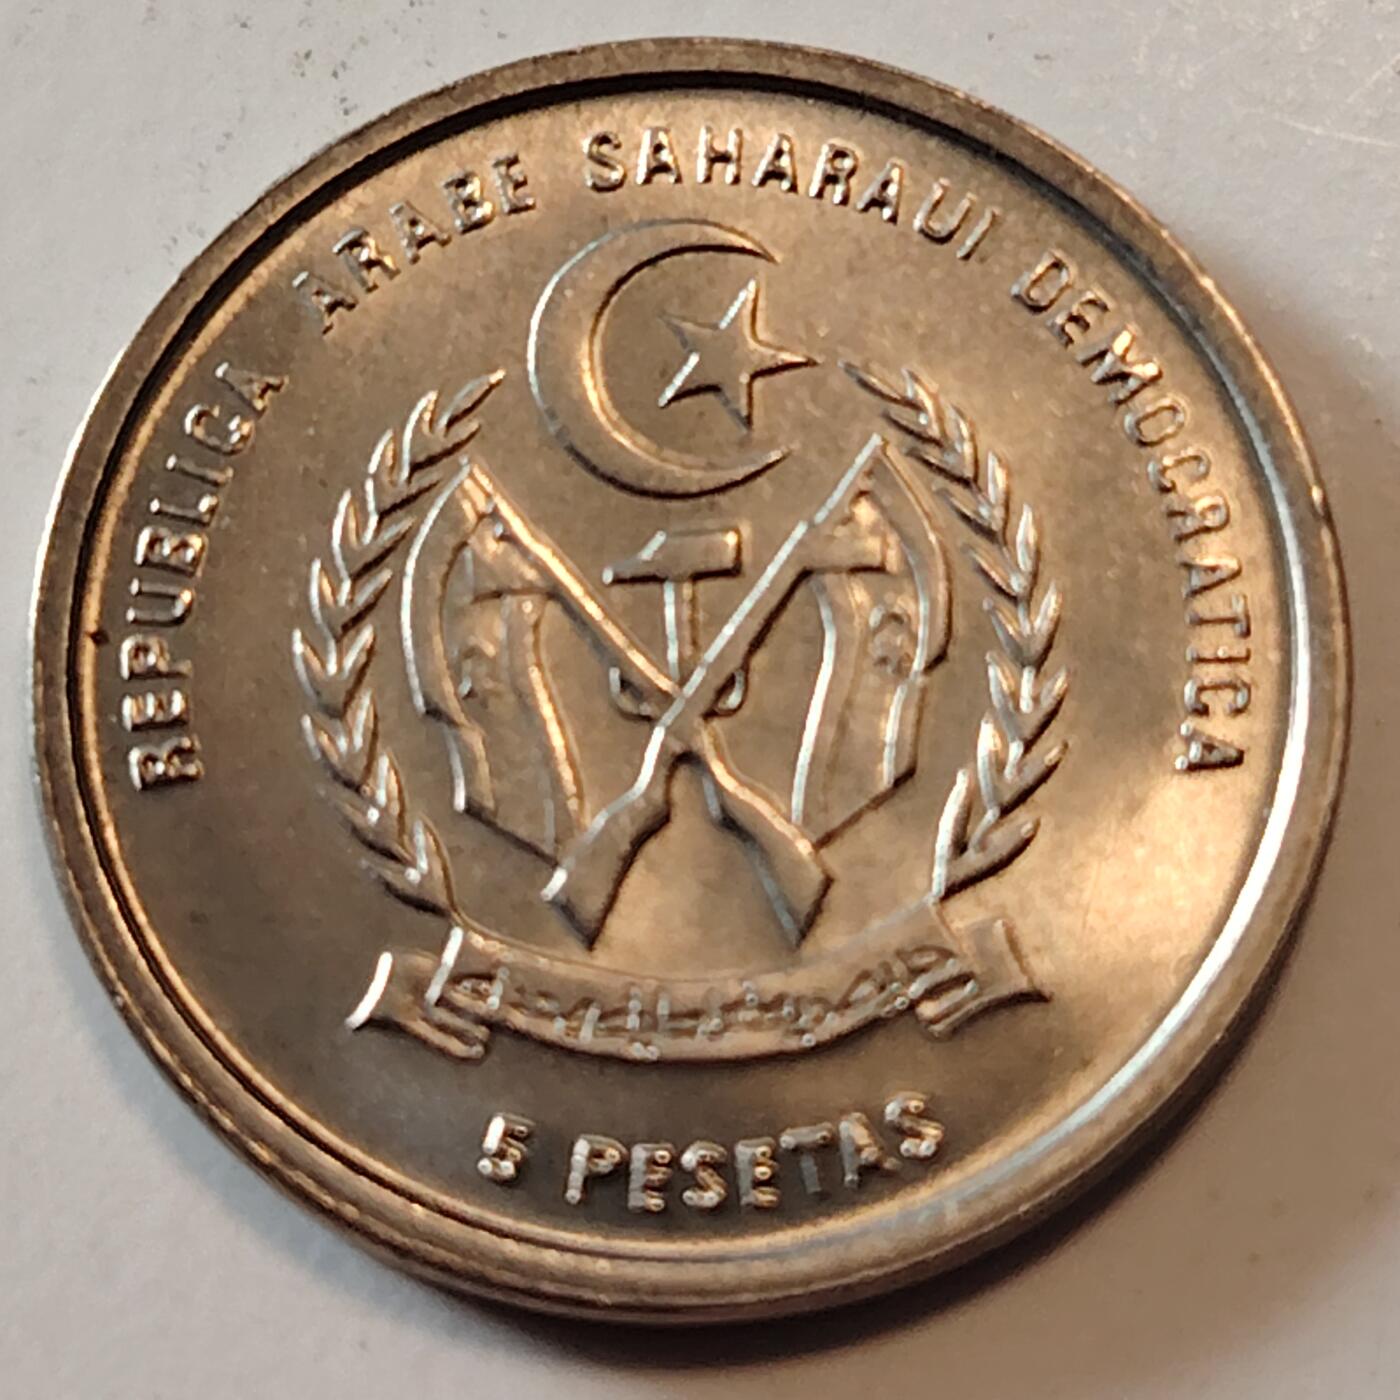 REPUBLICA ARABE SAHARAUI DEMOCRATICA
5 PESETAS